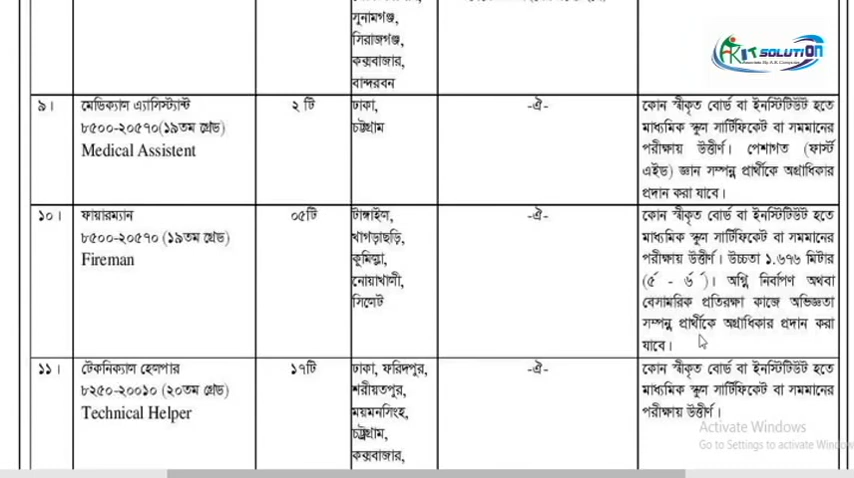 সুনামগঞ্জ,
সিরাজগঞ্জ,
কক্সবাজার,
বান্দরবন
IT SOLUTION
৯। মেডিক্যাল এ্যাসিস্ট্যান্ট ২ টি ঢাকা, -ঐ- কোন স্বীকৃত বোর্ড বা ইনস্টিটিউট হতে
৮৫০০-২০৫৭০(১৯তম গ্রেড) চট্টগ্রাম মাধ্যমিক স্কুল সার্টিফিকেট বা সমমানের
Medical Assistent পরীক্ষায় উত্তীর্ণ। পেশাগত (ফার্স্ট
এইড) জ্ঞান সম্পন্ন প্রার্থীকে অগ্রাধিকার
প্রদান করা যাবে।
১০। ফায়ারম্যান ০৫টি টাঙ্গাইল, -ঐ- কোন স্বীকৃত বোর্ড বা ইনস্টিটিউট হতে
৮৫০০-২০৫৭০ (১৯তম গ্রেড) খাগড়াছড়ি, মাধ্যমিক স্কুল সার্টিফিকেট বা সমমানের
Fireman কুমিল্লা, পরীক্ষায় উত্তীর্ণ। উচ্চতা ১.৬৭৬ মিটার
নোয়াখালী, (৫ - ৬)। অগ্নি নির্বাপণ অথবা
সিলেট বেসামরিক প্রতিরক্ষা কাজে অভিজ্ঞতা
সম্পন্ন প্রার্থীকে অগ্রাধিকার প্রদান করা
যাবে।
১১। টেকনিক্যাল হেলপার ১৭টি ঢাকা, ফরিদপুর, -ঐ- কোন স্বীকৃত বোর্ড বা ইনস্টিটিউট হতে
৮২৫০-২০০১০ (২০তম গ্রেড) শরীয়তপুর, মাধ্যমিক স্কুল সার্টিফিকেট বা সমমানের
Technical Helper ময়মনসিংহ, পরীক্ষায় উত্তীর্ণ।
চট্টগ্রাম,
কক্সবাজার,
Activate Windows
Go to Settings to activate Windows